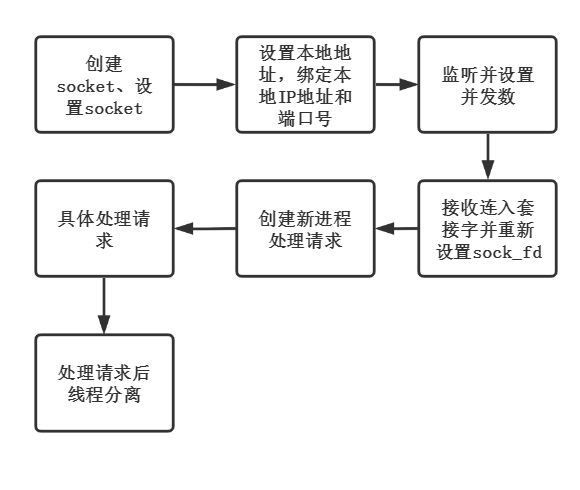 创建
socket、设
置socket
设置本地地
址，绑定本
地IP地址和
端口号
监听并设置
并发数
接收连入套
接字并重新
设置sock_fd
创建新进程
处理请求
具体处理请
求
处理请求后
线程分离